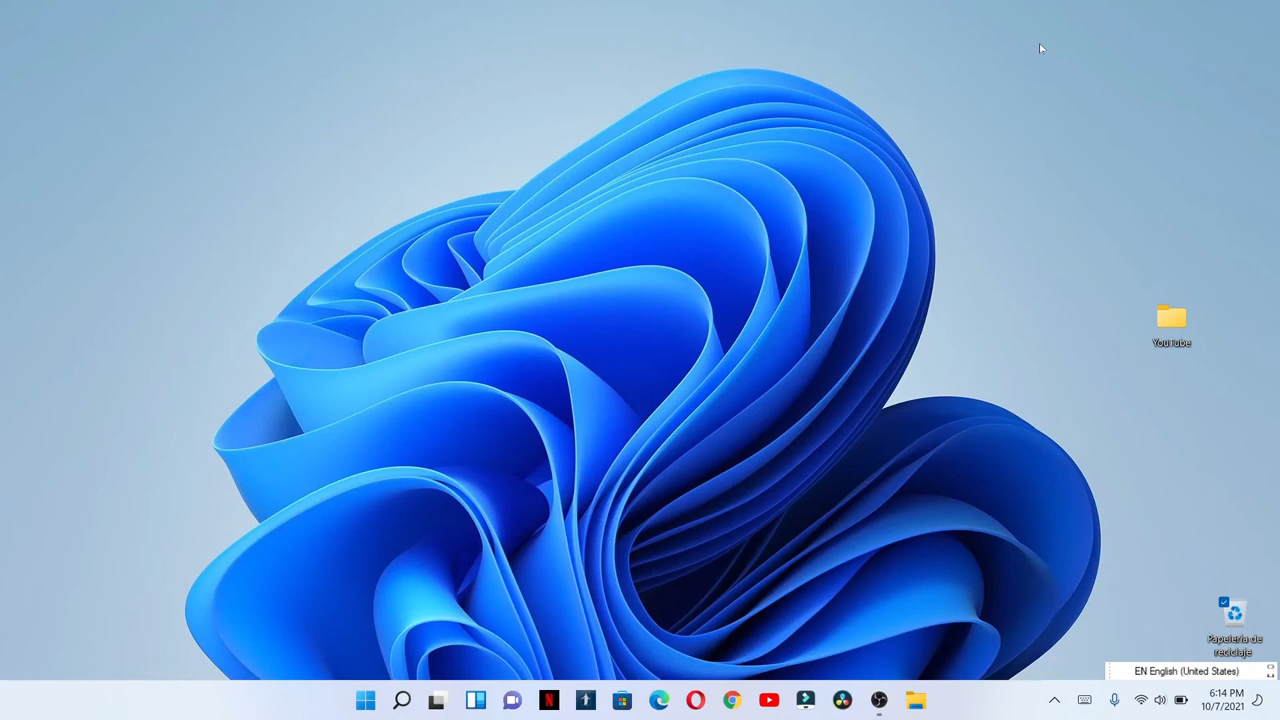 YouTube
Papelería de
reciclaje
EN English (United States)
6:14 PM
10/7/2021